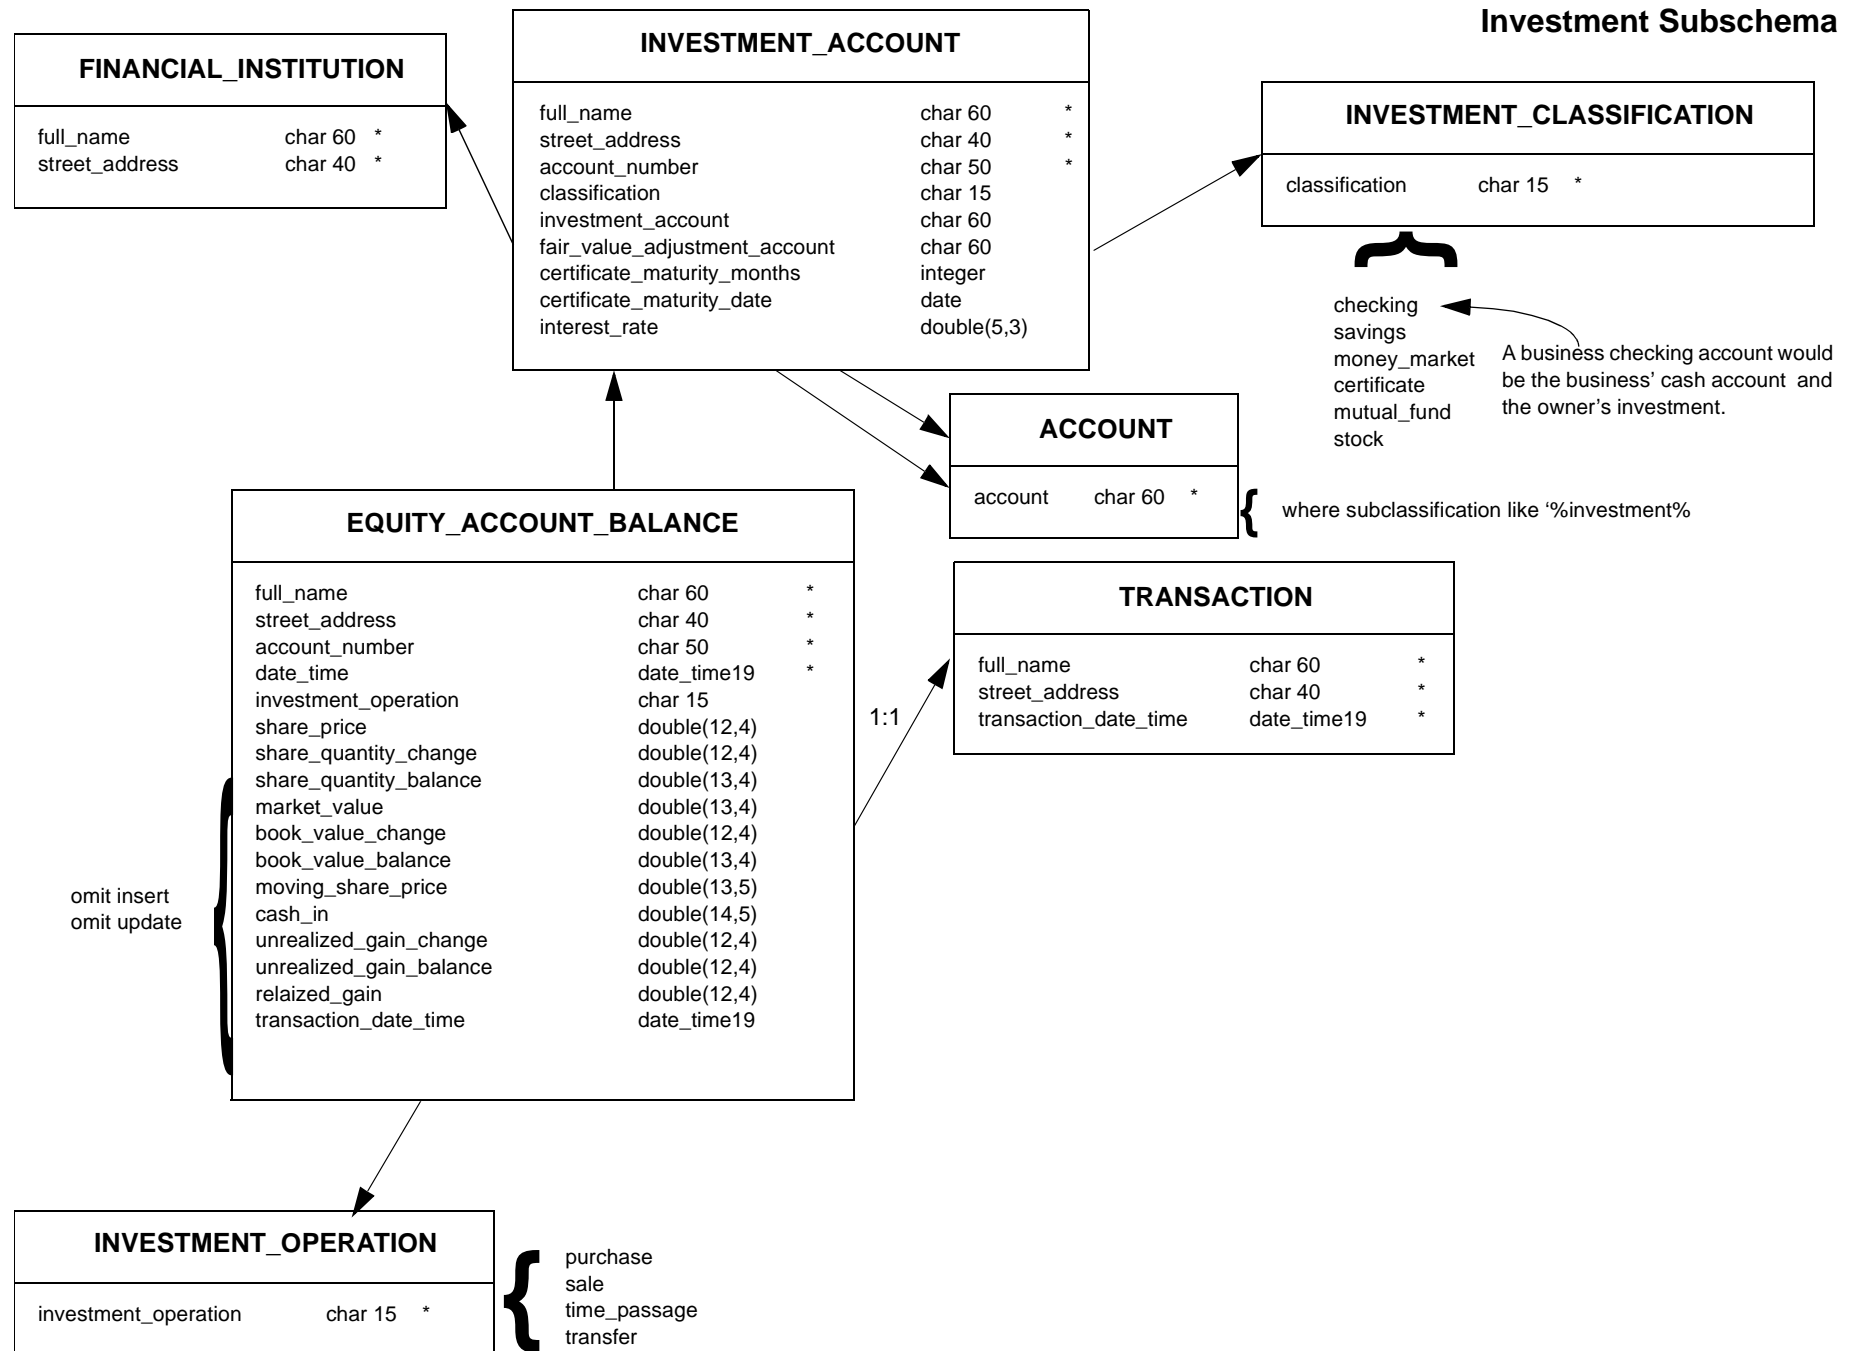 Investment Subschema
FINANCIAL_INSTITUTION
full_name char 60 *
street_address char 40 *
INVESTMENT_ACCOUNT
full_name char 60 *
street_address char 40 *
account_number char 50 *
classification char 15
investment_account char 60
fair_value_adjustment_account char 60
certificate_maturity_months integer
certificate_maturity_date date
interest_rate double(5,3)
INVESTMENT_CLASSIFICATION
classification char 15 *
checking
savings
money_market
certificate
mutual_fund
stock
A business checking account would
be the business’ cash account and
the owner’s investment.
ACCOUNT
account char 60 *
where subclassification like ‘%investment%
EQUITY_ACCOUNT_BALANCE
full_name char 60 *
street_address char 40 *
account_number char 50 *
date_time date_time19 *
investment_operation char 15
share_price double(12,4)
share_quantity_change double(12,4)
share_quantity_balance double(13,4)
market_value double(13,4)
book_value_change double(12,4)
book_value_balance double(13,4)
moving_share_price double(13,5)
cash_in double(14,5)
unrealized_gain_change double(12,4)
unrealized_gain_balance double(12,4)
relaized_gain double(12,4)
transaction_date_time date_time19
omit insert
omit update
1:1
TRANSACTION
full_name char 60 *
street_address char 40 *
transaction_date_time date_time19 *
INVESTMENT_OPERATION
investment_operation char 15 *
purchase
sale
time_passage
transfer